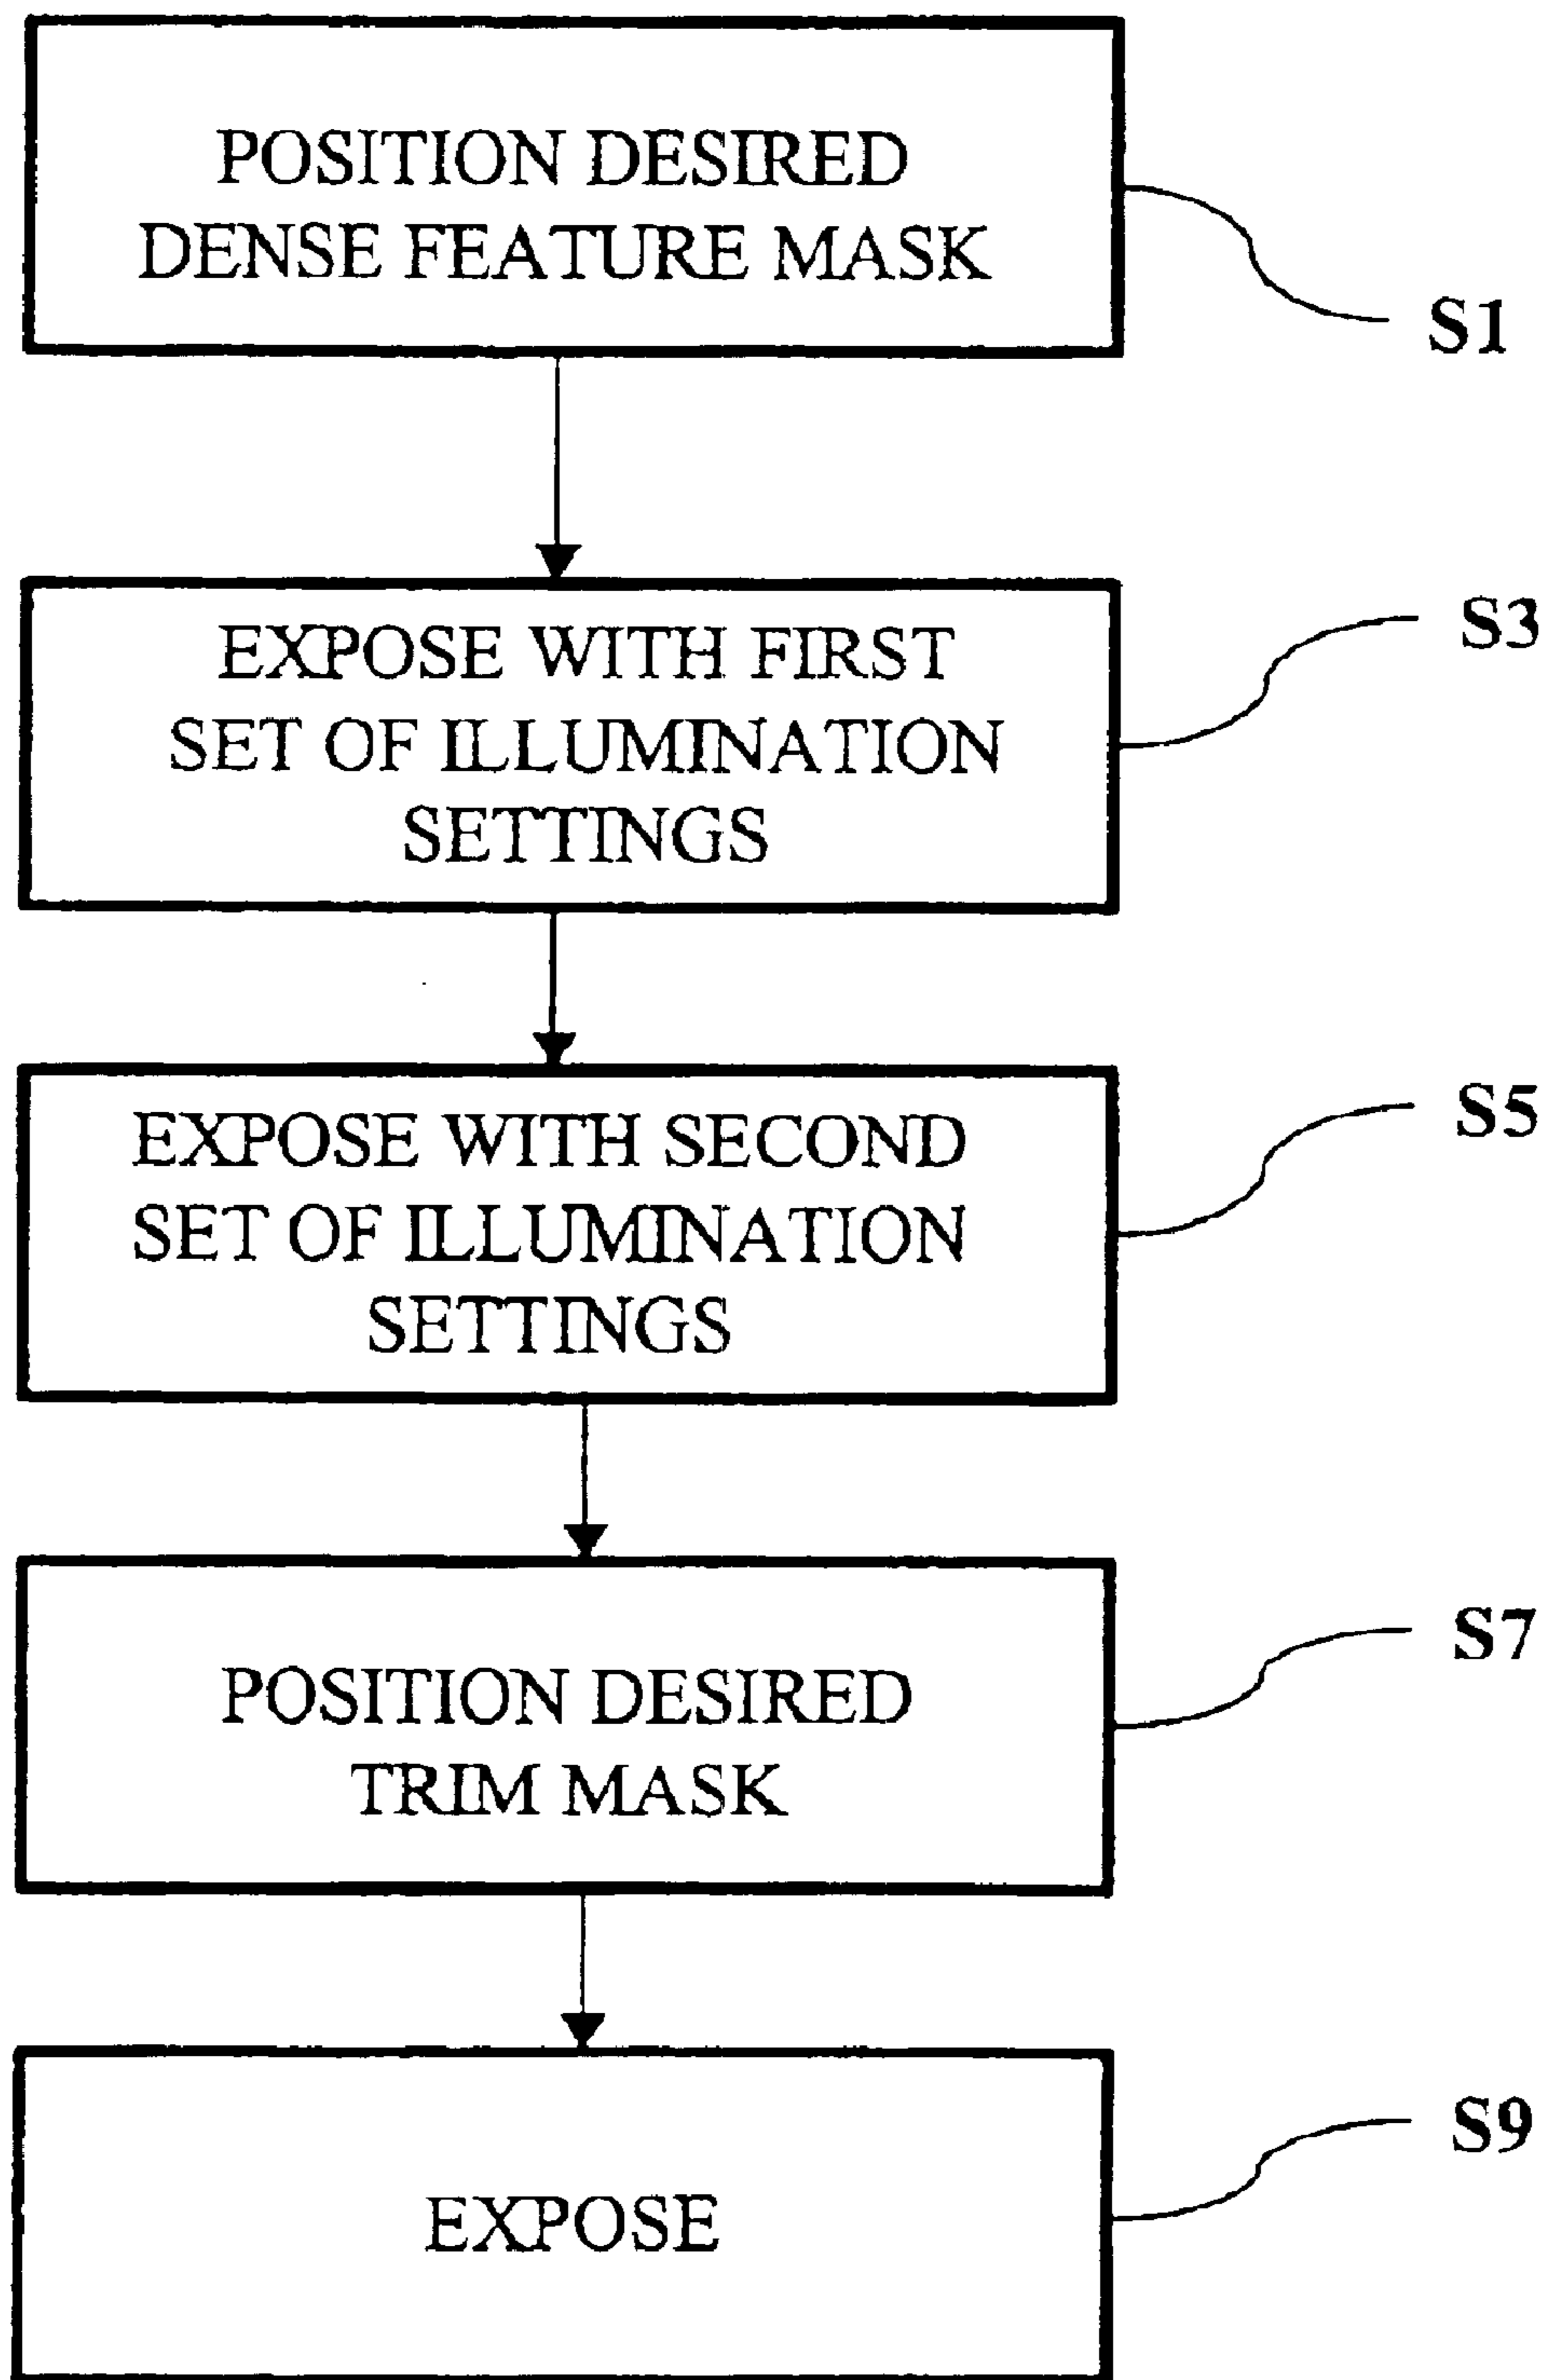 POSITION DESIRED
DENSE FEATURE MASK
S1
EXPOSE WITH FIRST
SET OF ILLUMINATION
SETTINGS
S3
EXPOSE WITH SECOND
SET OF ILLUMINATION
SETTINGS
S5
POSITION DESIRED
TRIM MASK
S7
EXPOSE
S9